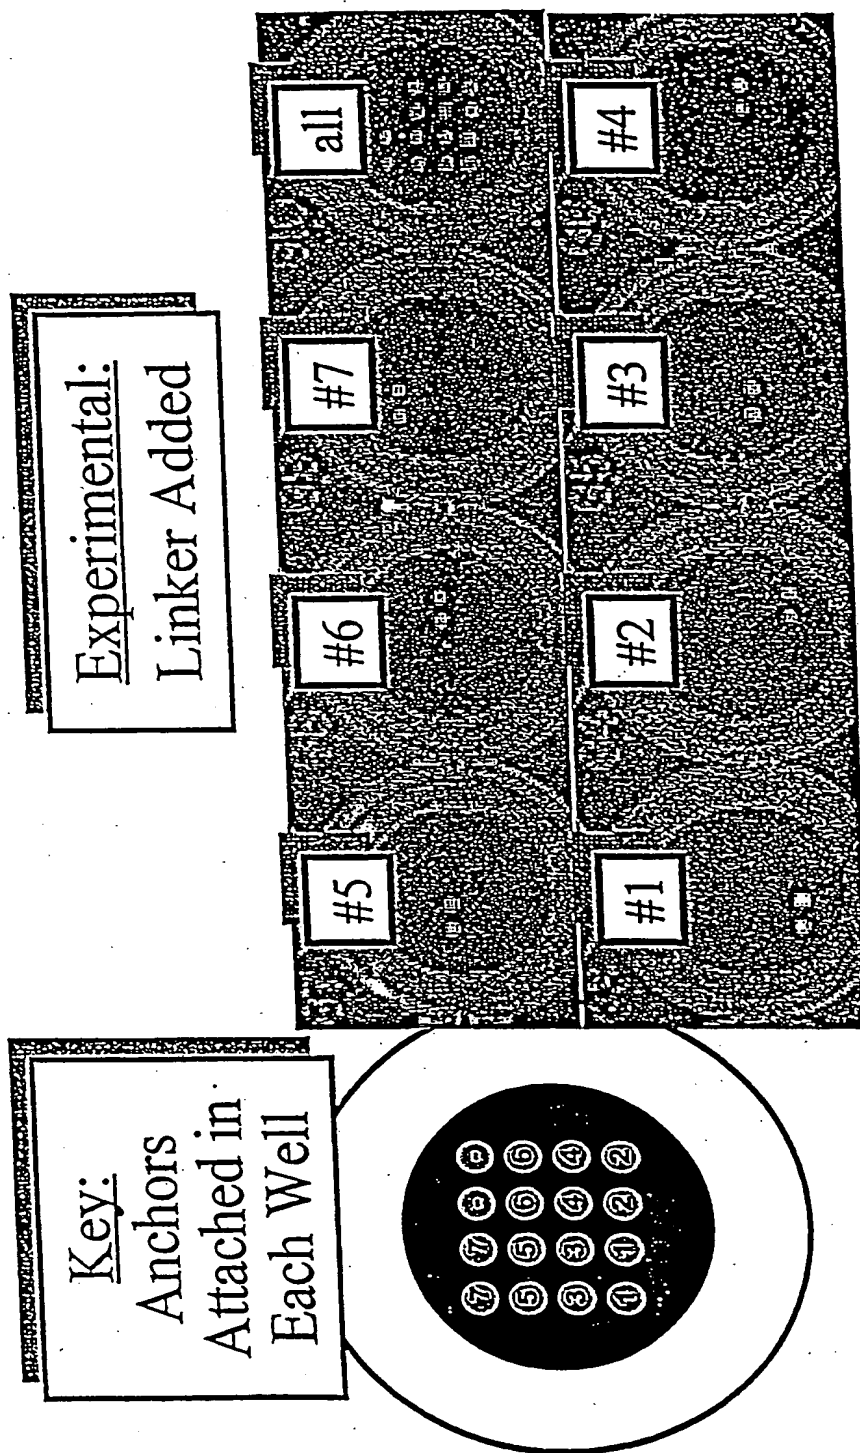 Key:
Anchors
Attached in
Each Well
7 7
5 5 6 6
3 3 4 4
1 1 2 2
Experimental:
Linker Added
#5 #6 #7 all
#1 #2 #3 #4